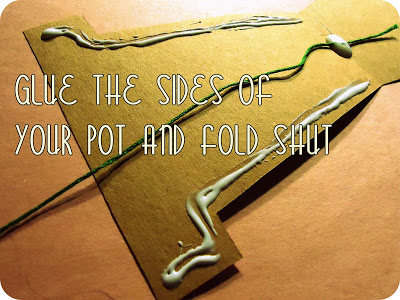 GLUE THE SIDES OF
YOUR POT AND FOLD SHUT